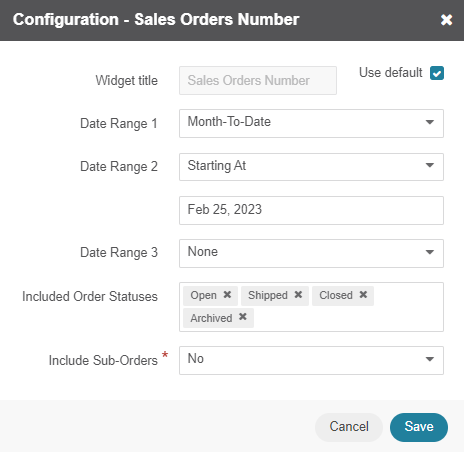 Configuration - Sales Orders Number
Widget title Sales Orders Number Use default
Date Range 1 Month-To-Date
Date Range 2 Starting At
Feb 25, 2023
Date Range 3 None
Included Order Statuses Open ✖ Shipped ✖ Closed ✖
Archived ✖
Include Sub-Orders * No
Cancel Save